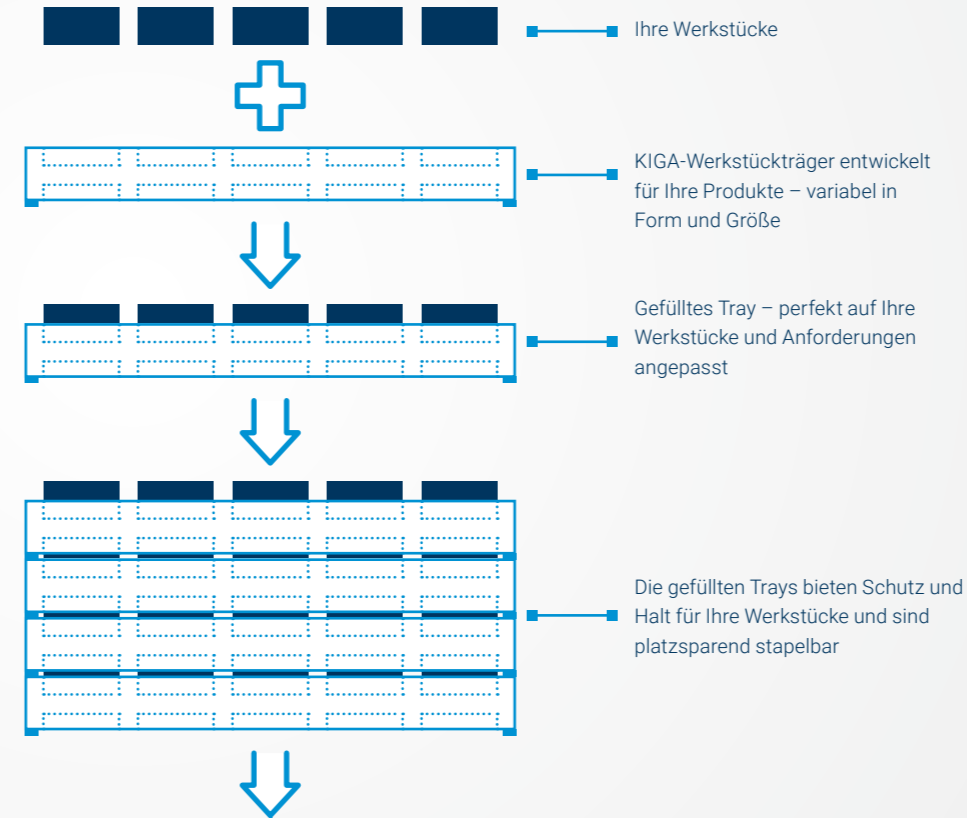 Ihre Werkstücke
KIGA-Werkstückträger entwickelt
für Ihre Produkte – variabel in
Form und Größe
Gefülltes Tray – perfekt auf Ihre
Werkstücke und Anforderungen
angepasst
Die gefüllten Trays bieten Schutz und
Halt für Ihre Werkstücke und sind
platzsparend stapelbar